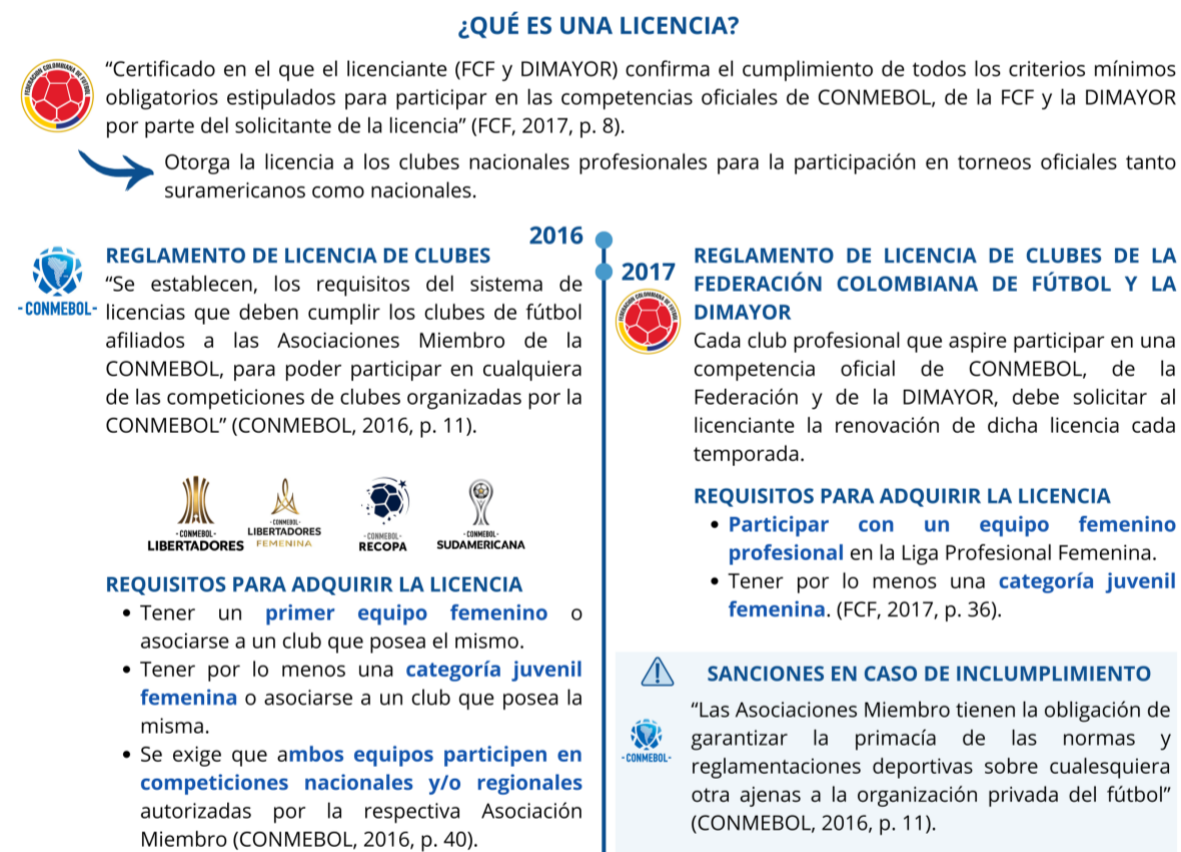 ¿QUÉ ES UNA LICENCIA?
“Certificado en el que el licenciante (FCF y DIMAYOR) confirma el cumplimiento de todos los criterios mínimos
obligatorios estipulados para participar en las competencias oficiales de CONMEBOL, de la FCF y la DIMAYOR
por parte del solicitante de la licencia” (FCF, 2017, p. 8).
Otorga la licencia a los clubes nacionales profesionales para la participación en torneos oficiales tanto
suramericanos como nacionales.
2016
REGLAMENTO DE LICENCIA DE CLUBES
-CONMEBOL-
“Se establecen, los requisitos del sistema de
licencias que deben cumplir los clubes de fútbol
afiliados a las Asociaciones Miembro de la
CONMEBOL, para poder participar en cualquiera
de las competiciones de clubes organizadas por la
CONMEBOL” (CONMEBOL, 2016, p. 11).
-CONMEBOL-
LIBERTADORES
-CONMEBOL-
LIBERTADORES
FEMENINA
-CONMEBOL-
RECOPA
-CONMEBOL-
SUDAMERICANA
REQUISITOS PARA ADQUIRIR LA LICENCIA
• Tener un primer equipo femenino o
asociarse a un club que posea el mismo.
• Tener por lo menos una categoría juvenil
femenina o asociarse a un club que posea la
misma.
• Se exige que ambos equipos participen en
competiciones nacionales y/o regionales
autorizadas por la respectiva Asociación
Miembro (CONMEBOL, 2016, p. 40).
2017
REGLAMENTO DE LICENCIA DE CLUBES DE LA
FEDERACIÓN COLOMBIANA DE FÚTBOL Y LA
DIMAYOR
Cada club profesional que aspire participar en una
competencia oficial de CONMEBOL, de la
Federación y de la DIMAYOR, debe solicitar al
licenciante la renovación de dicha licencia cada
temporada.
REQUISITOS PARA ADQUIRIR LA LICENCIA
• Participar con un equipo femenino
profesional en la Liga Profesional Femenina.
• Tener por lo menos una categoría juvenil
femenina. (FCF, 2017, p. 36).
SANCIONES EN CASO DE INCLUMPLIMIENTO
-CONMEBOL-
“Las Asociaciones Miembro tienen la obligación de
garantizar la primacía de las normas y
reglamentaciones deportivas sobre cualesquiera
otra ajenas a la organización privada del fútbol”
(CONMEBOL, 2016, p. 11).